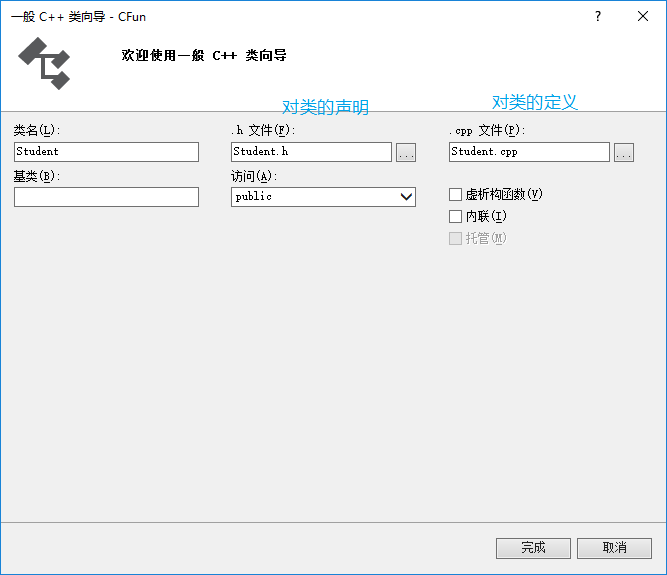 一般 C++ 类向导 - CFun
?
欢迎使用一般 C++ 类向导
对类的声明
对类的定义
类名(L):
.h 文件(F):
.cpp 文件(P):
Student
Student.h
...
Student.cpp
...
基类(B):
访问(A):
public
虚析构函数(V)
内联(I)
托管(M)
完成
取消